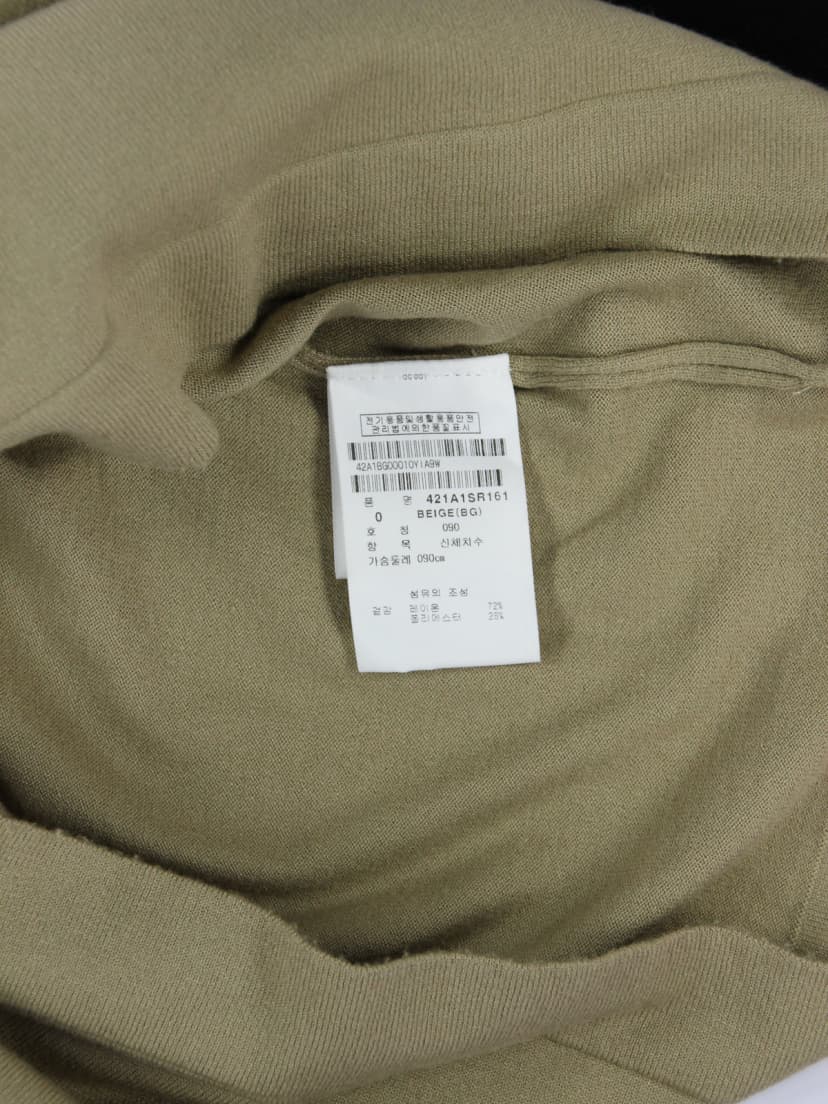 전기용품및생활용품안전
관리법에의한품질표시
42A1BG00010YIA9W
품 명 421A1SR161
0 BEIGE(BG)
호 칭 090
항 목 신체치수
가슴둘레 090cm
섬유의 조성
겉감 레이온 72%
폴리에스터 28%